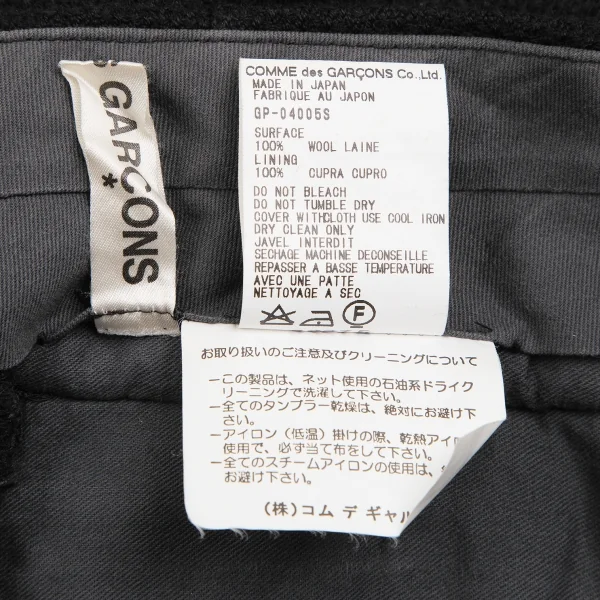 S GARÇONS
*
COMME des GARÇONS Co., Ltd.
MADE IN JAPAN
FABRIQUE AU JAPON
GP-04005S
SURFACE
100% WOOL LAINE
LINING
100% CUPRA CUPRO
DO NOT BLEACH
DO NOT TUMBLE DRY
COVER WITHCLOTH USE COOL IRON
DRY CLEAN ONLY
JAVEL INTERDIT
SECHAGE MACHINE DECONSEILLE
REPASSER A BASSE TEMPERATURE
AVEC UNE PATTE
NETTOYAGE A SEC
F
お取り扱いのご注意及びクリーニングについて
ーこの製品は、ネット使用の石油系ドライク
リーニングで洗濯して下さい。
ー全てのタンブラー乾燥は、絶対にお避け下
さい。
ーアイロン（低温）掛けの際、乾熱アイロ
使用で、必ず当て布をして下さい。
ー全てのスチームアイロンの使用は、
お避け下さい。
（株）コム デ ギャル